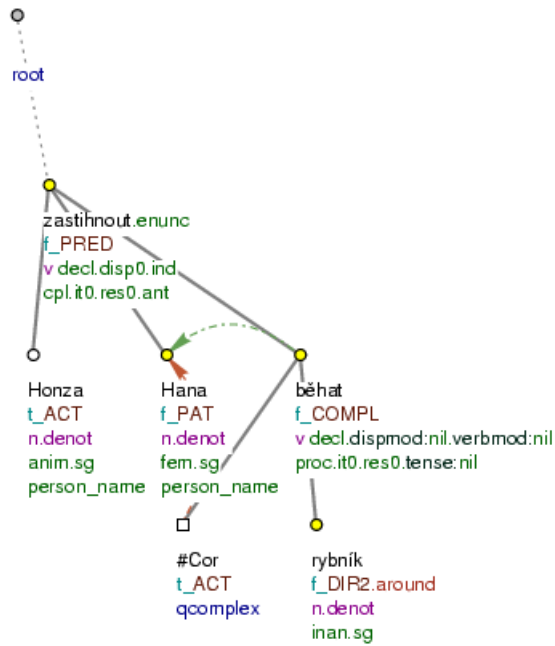 root
zastihnout.enunc
f_PRED
v decl.disp0.ind
cpl.it0.res0.ant
Honza
t_ACT
n.denot
anim.sg
person_name
Hana
f_PAT
n.denot
fem.sg
person_name
běhat
f_COMPL
v decl.dispmod:nil.verbmod:nil
proc.it0.res0.tense:nil
#Cor
t_ACT
qcomplex
rybník
f_DIR2.around
n.denot
inan.sg